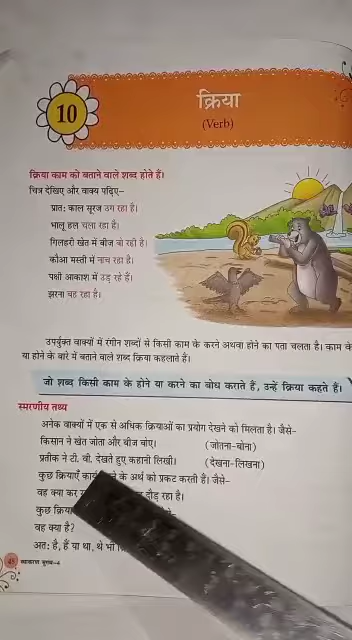 10
क्रिया
(Verb)
क्रिया काम को बताने वाले शब्द होते हैं।
चित्र देखिए और वाक्य पढ़िए–
प्रातः काल सूरज उग रहा है।
भालू हल चला रहा है।
गिलहरी खेत में बीज बो रही है।
कौआ मस्ती में नाच रहा है।
पक्षी आकाश में उड़ रहे हैं।
झरना बह रहा है।
उपर्युक्त वाक्यों में रंगीन शब्दों से किसी काम के करने अथवा होने का पता चलता है। काम के
या होने के बारे में बताने वाले शब्द क्रिया कहलाते हैं।
जो शब्द किसी काम के होने या करने का बोध कराते हैं, उन्हें क्रिया कहते हैं।
स्मरणीय तथ्य
अनेक वाक्यों में एक से अधिक क्रियाओं का प्रयोग देखने को मिलता है। जैसे–
किसान ने खेत जोता और बीज बोए। (जोतना-बोना)
प्रतीक ने टी. वी. देखते हुए कहानी लिखी। (देखना-लिखना)
कुछ क्रियाएँ के अर्थ को प्रकट करती हैं। जैसे–
वह क्या कर दौड़ रहा है।
कुछ क्रिया
वह क्या है?
अतः है, हैं या था, थे भी
व्याकरण सुमन-4